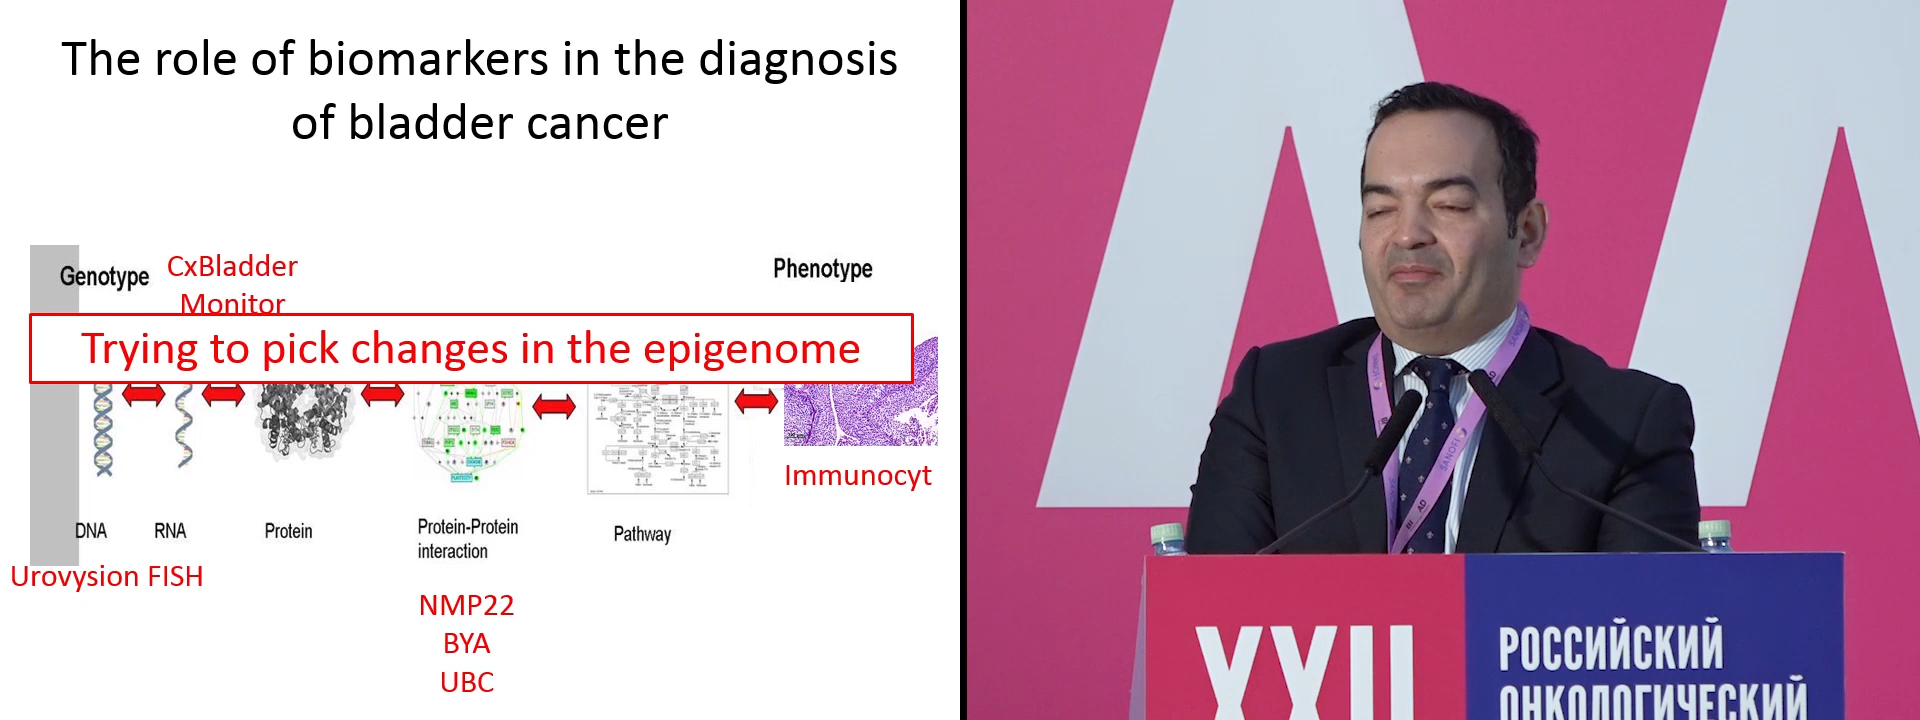 The role of biomarkers in the diagnosis
of bladder cancer
Genotype
CxBladder
Monitor
Phenotype
Trying to pick changes in the epigenome
Immunocyt
DNA
RNA
Protein
Protein-Protein
interaction
Pathway
Urovysion FISH
NMP22
BYA
UBC
SANOFI
XXII
РОССИЙСКИЙ
ОНКОЛОГИЧЕСКИЙ